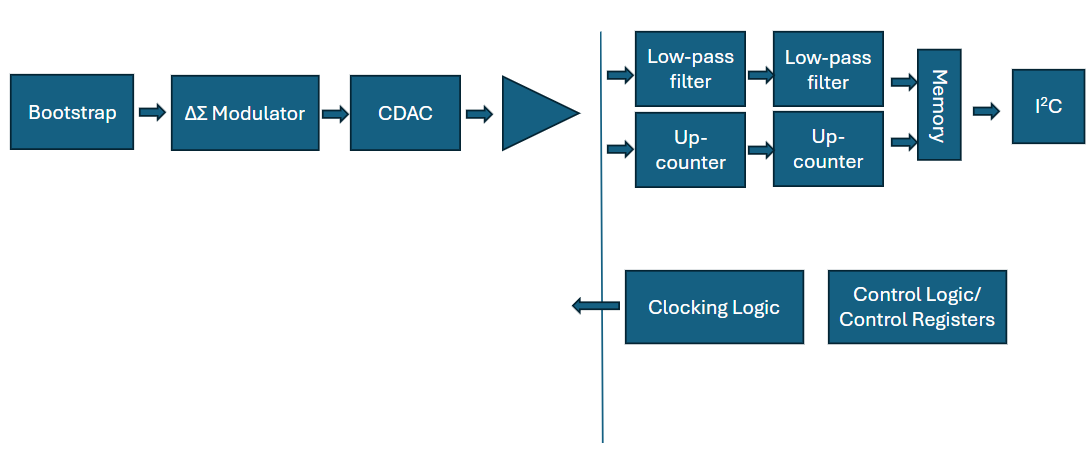 Bootstrap
ΔΣ Modulator
CDAC
Low-pass
filter
Low-pass
filter
Up-
counter
Up-
counter
Memory
I²C
Clocking Logic
Control Logic/
Control Registers